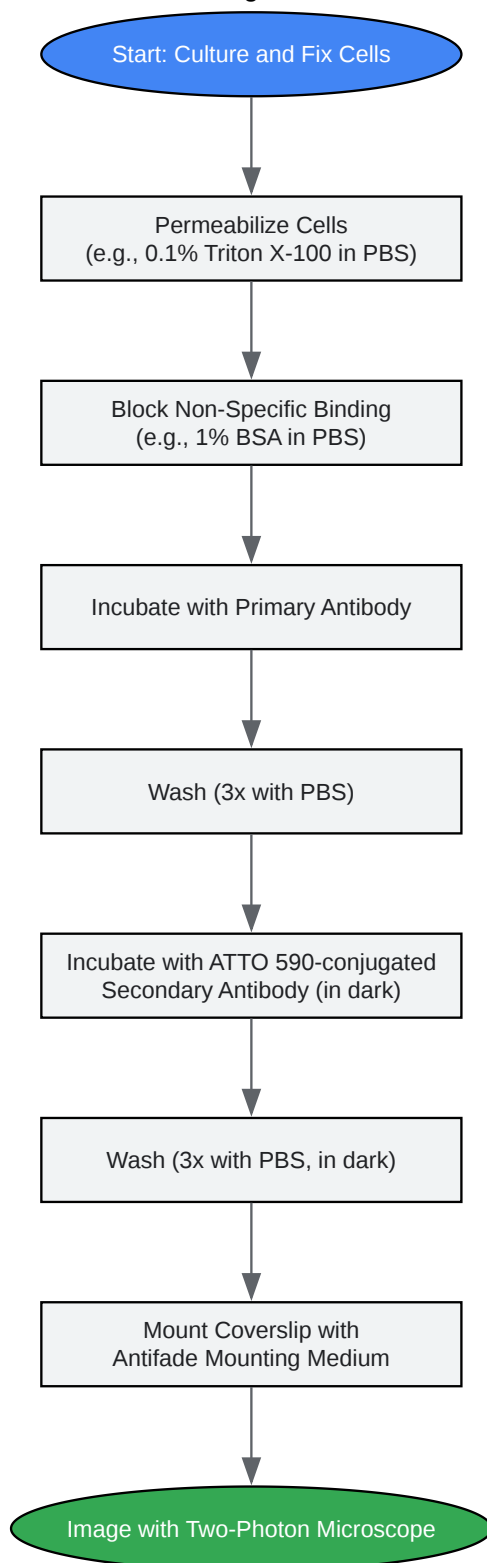 Start: Culture and Fix Cells
Permeabilize Cells
(e.g., 0.1% Triton X-100 in PBS)
Block Non-Specific Binding
(e.g., 1% BSA in PBS)
Incubate with Primary Antibody
Wash (3x with PBS)
Incubate with ATTO 590-conjugated
Secondary Antibody (in dark)
Wash (3x with PBS, in dark)
Mount Coverslip with
Antifade Mounting Medium
Image with Two-Photon Microscope